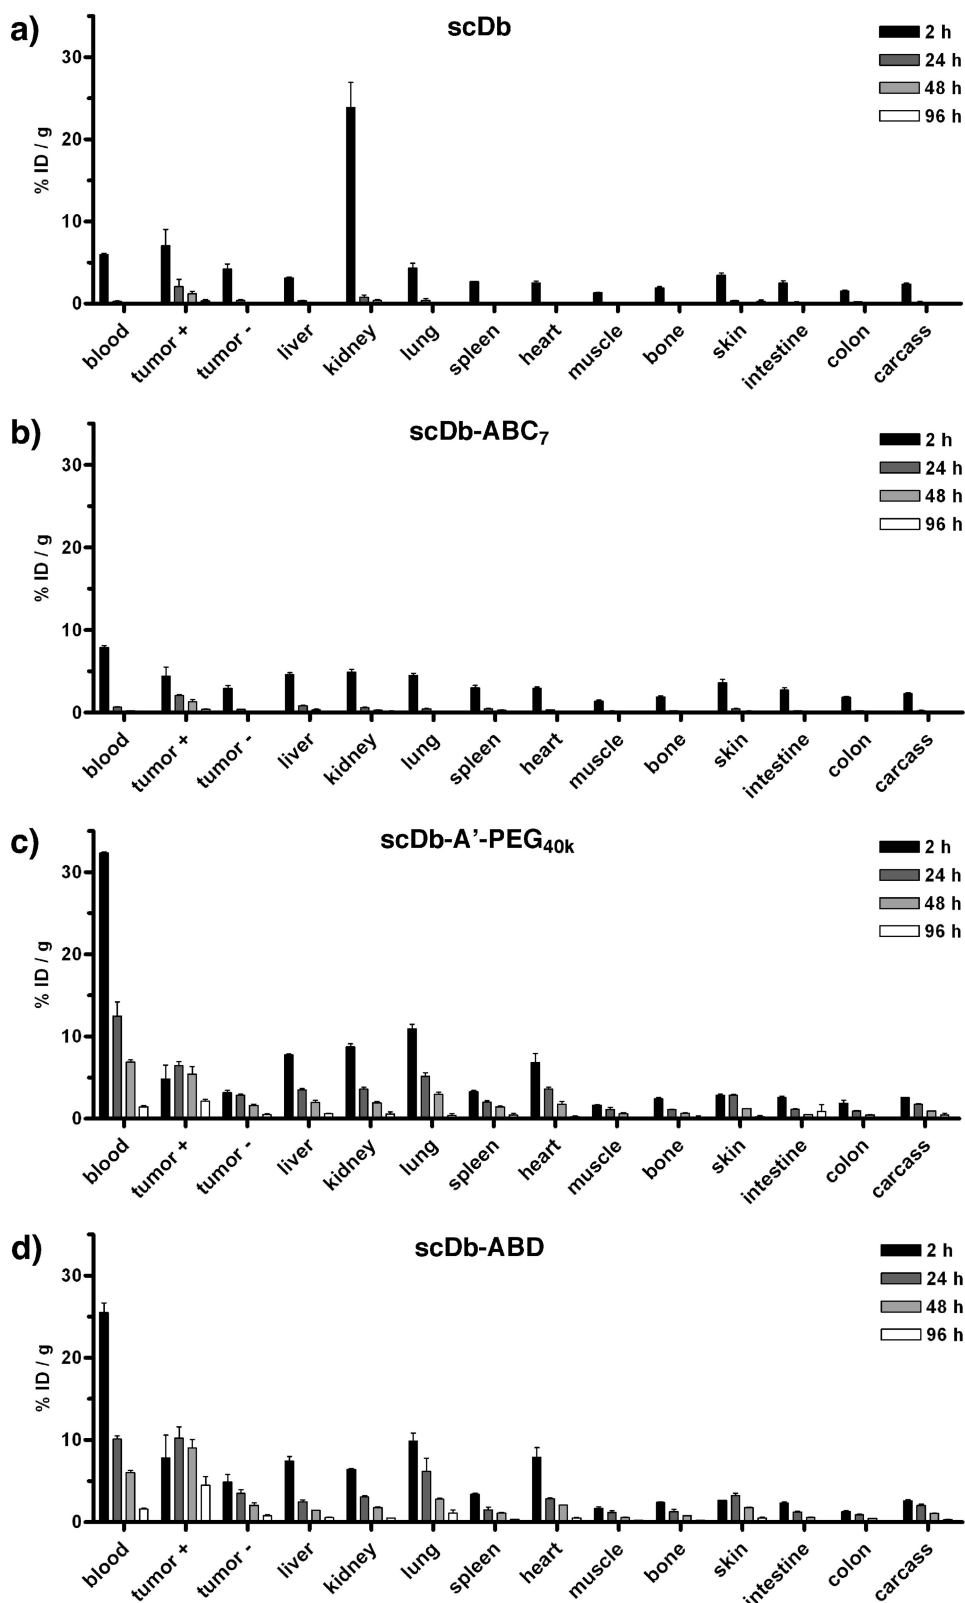 a)
scDb
2 h
24 h
48 h
96 h
% ID / g
30
20
10
0
blood
tumor +
tumor -
liver
kidney
lung
spleen
heart
muscle
bone
skin
intestine
colon
carcass
b)
scDb-ABC7
2 h
24 h
48 h
96 h
% ID / g
30
20
10
0
blood
tumor +
tumor -
liver
kidney
lung
spleen
heart
muscle
bone
skin
intestine
colon
carcass
c)
scDb-A’-PEG40k
2 h
24 h
48 h
96 h
% ID / g
30
20
10
0
blood
tumor +
tumor -
liver
kidney
lung
spleen
heart
muscle
bone
skin
intestine
colon
carcass
d)
scDb-ABD
2 h
24 h
48 h
96 h
% ID / g
30
20
10
0
blood
tumor +
tumor -
liver
kidney
lung
spleen
heart
muscle
bone
skin
intestine
colon
carcass